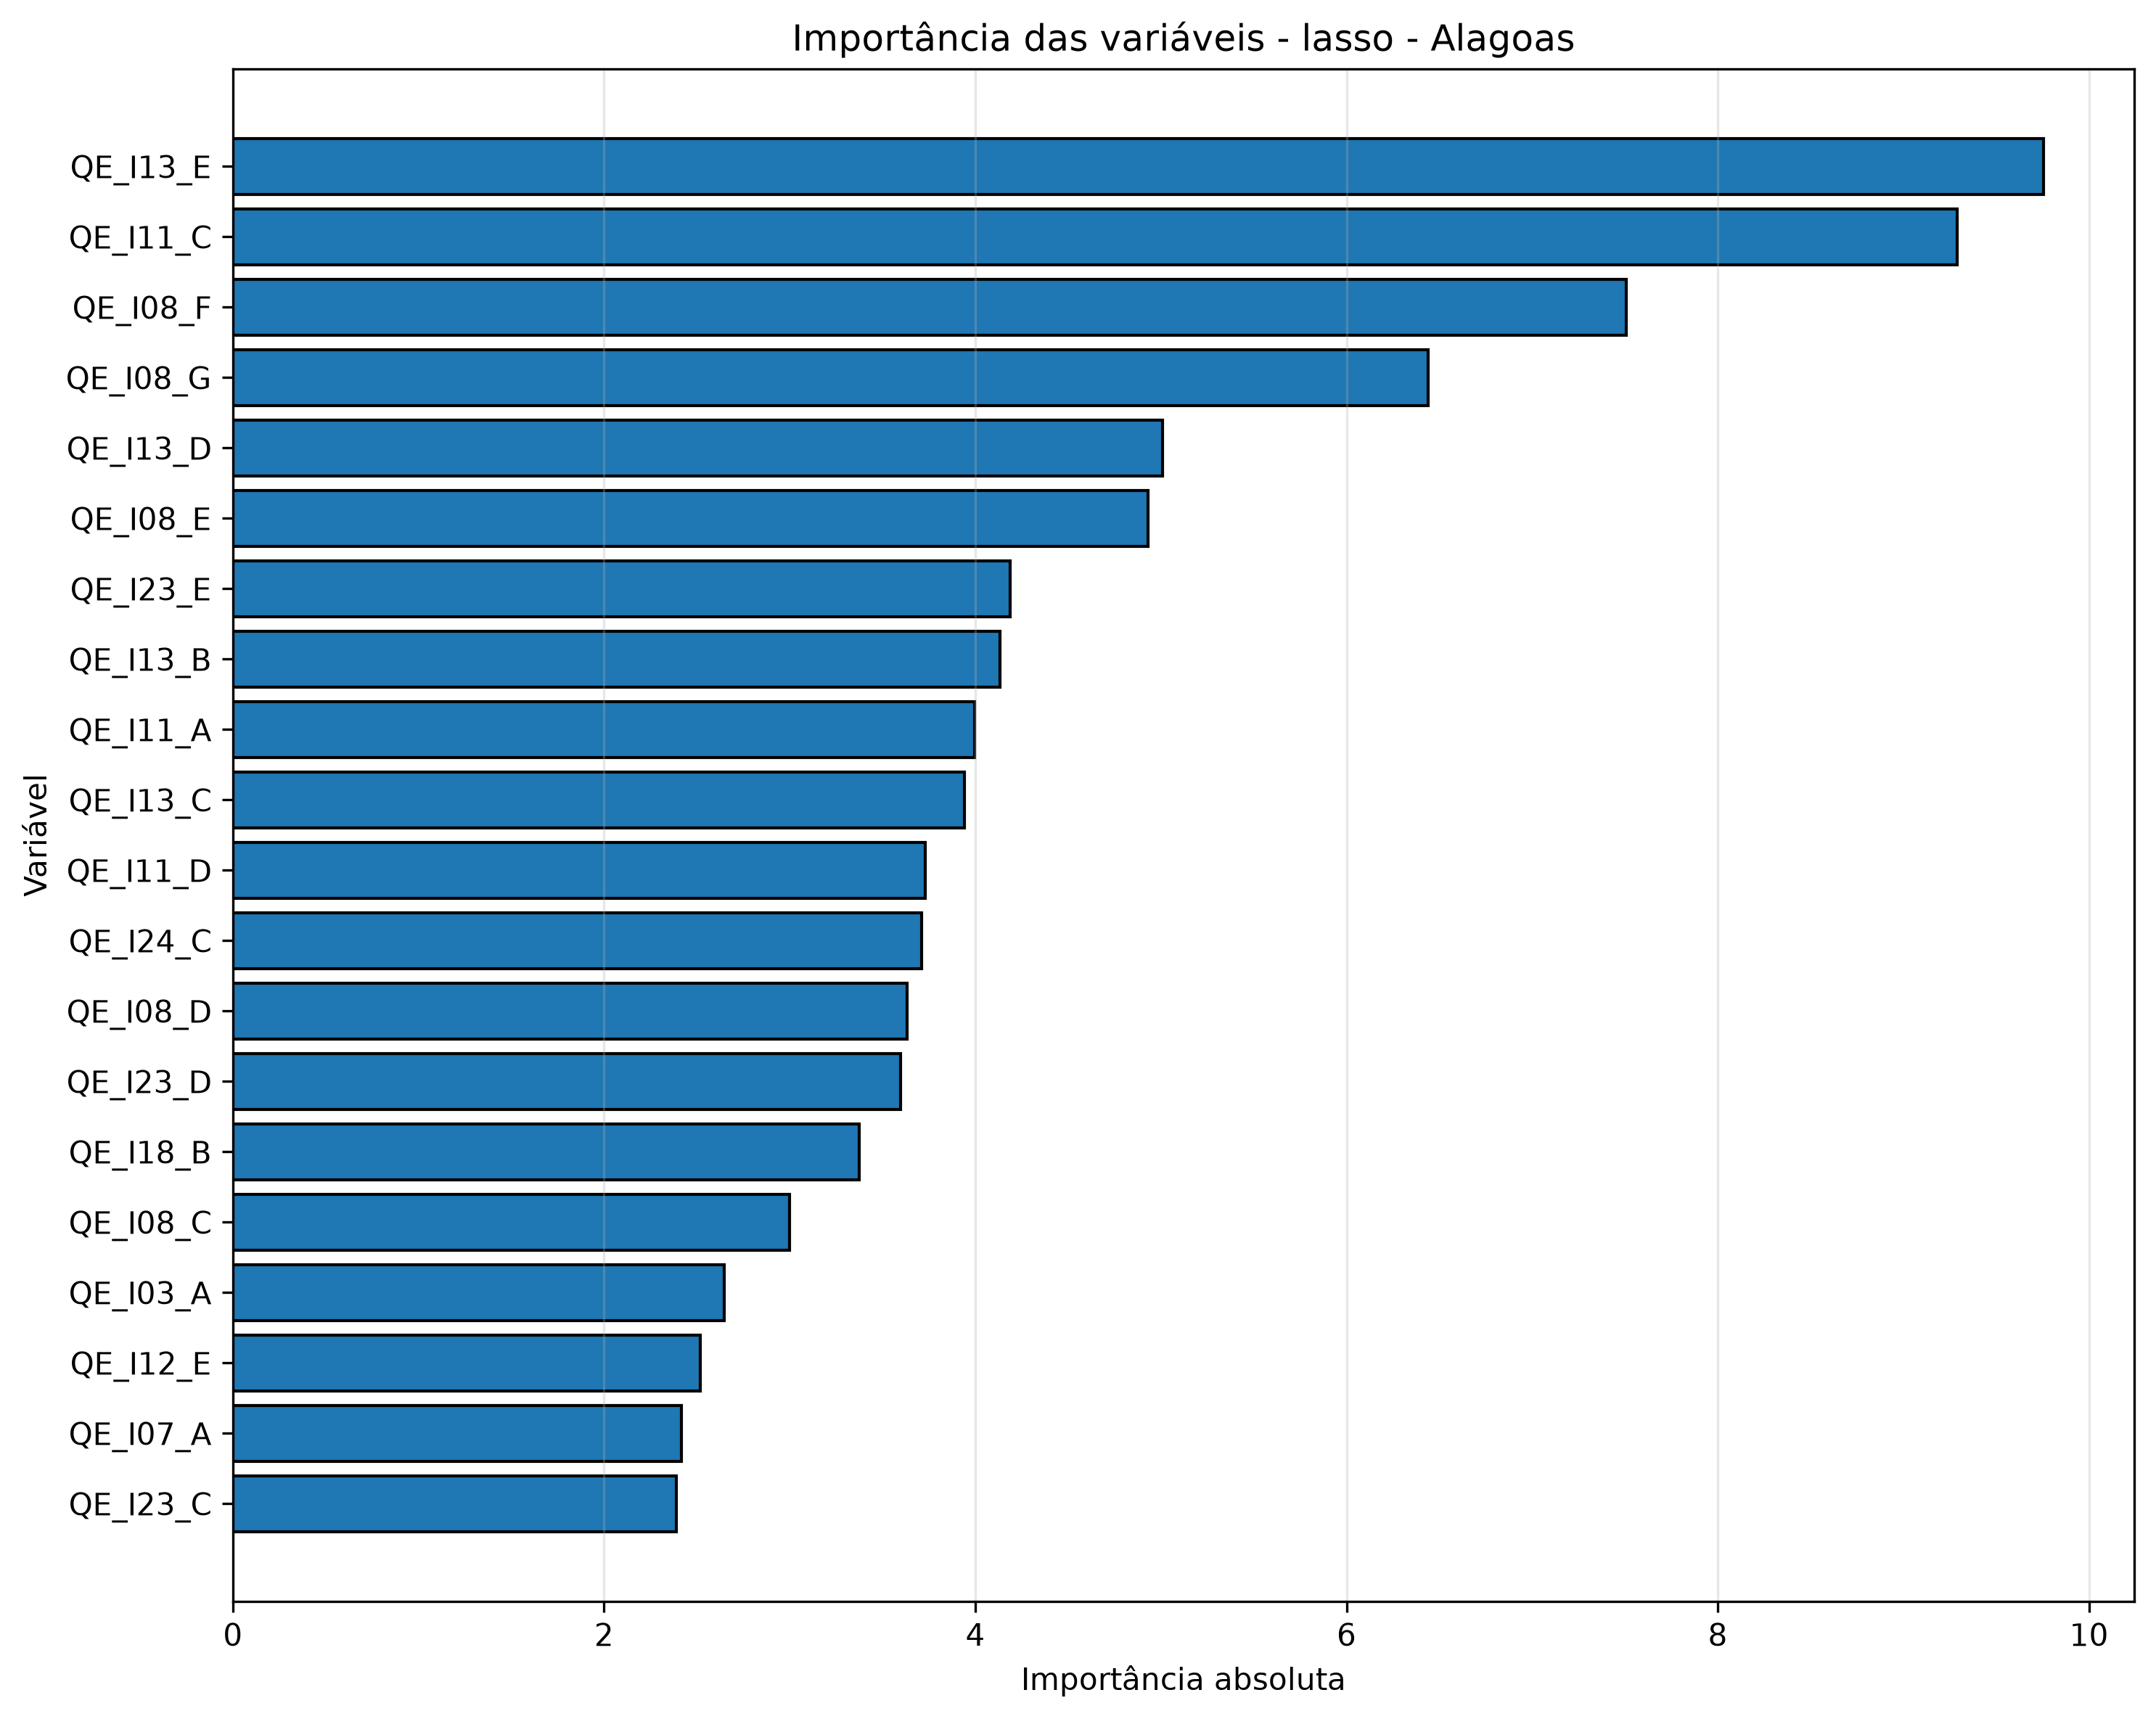 Importância das variáveis - lasso - Alagoas
Variável
QE_I13_E
QE_I11_C
QE_I08_F
QE_I08_G
QE_I13_D
QE_I08_E
QE_I23_E
QE_I13_B
QE_I11_A
QE_I13_C
QE_I11_D
QE_I24_C
QE_I08_D
QE_I23_D
QE_I18_B
QE_I08_C
QE_I03_A
QE_I12_E
QE_I07_A
QE_I23_C
0 2 4 6 8 10
Importância absoluta